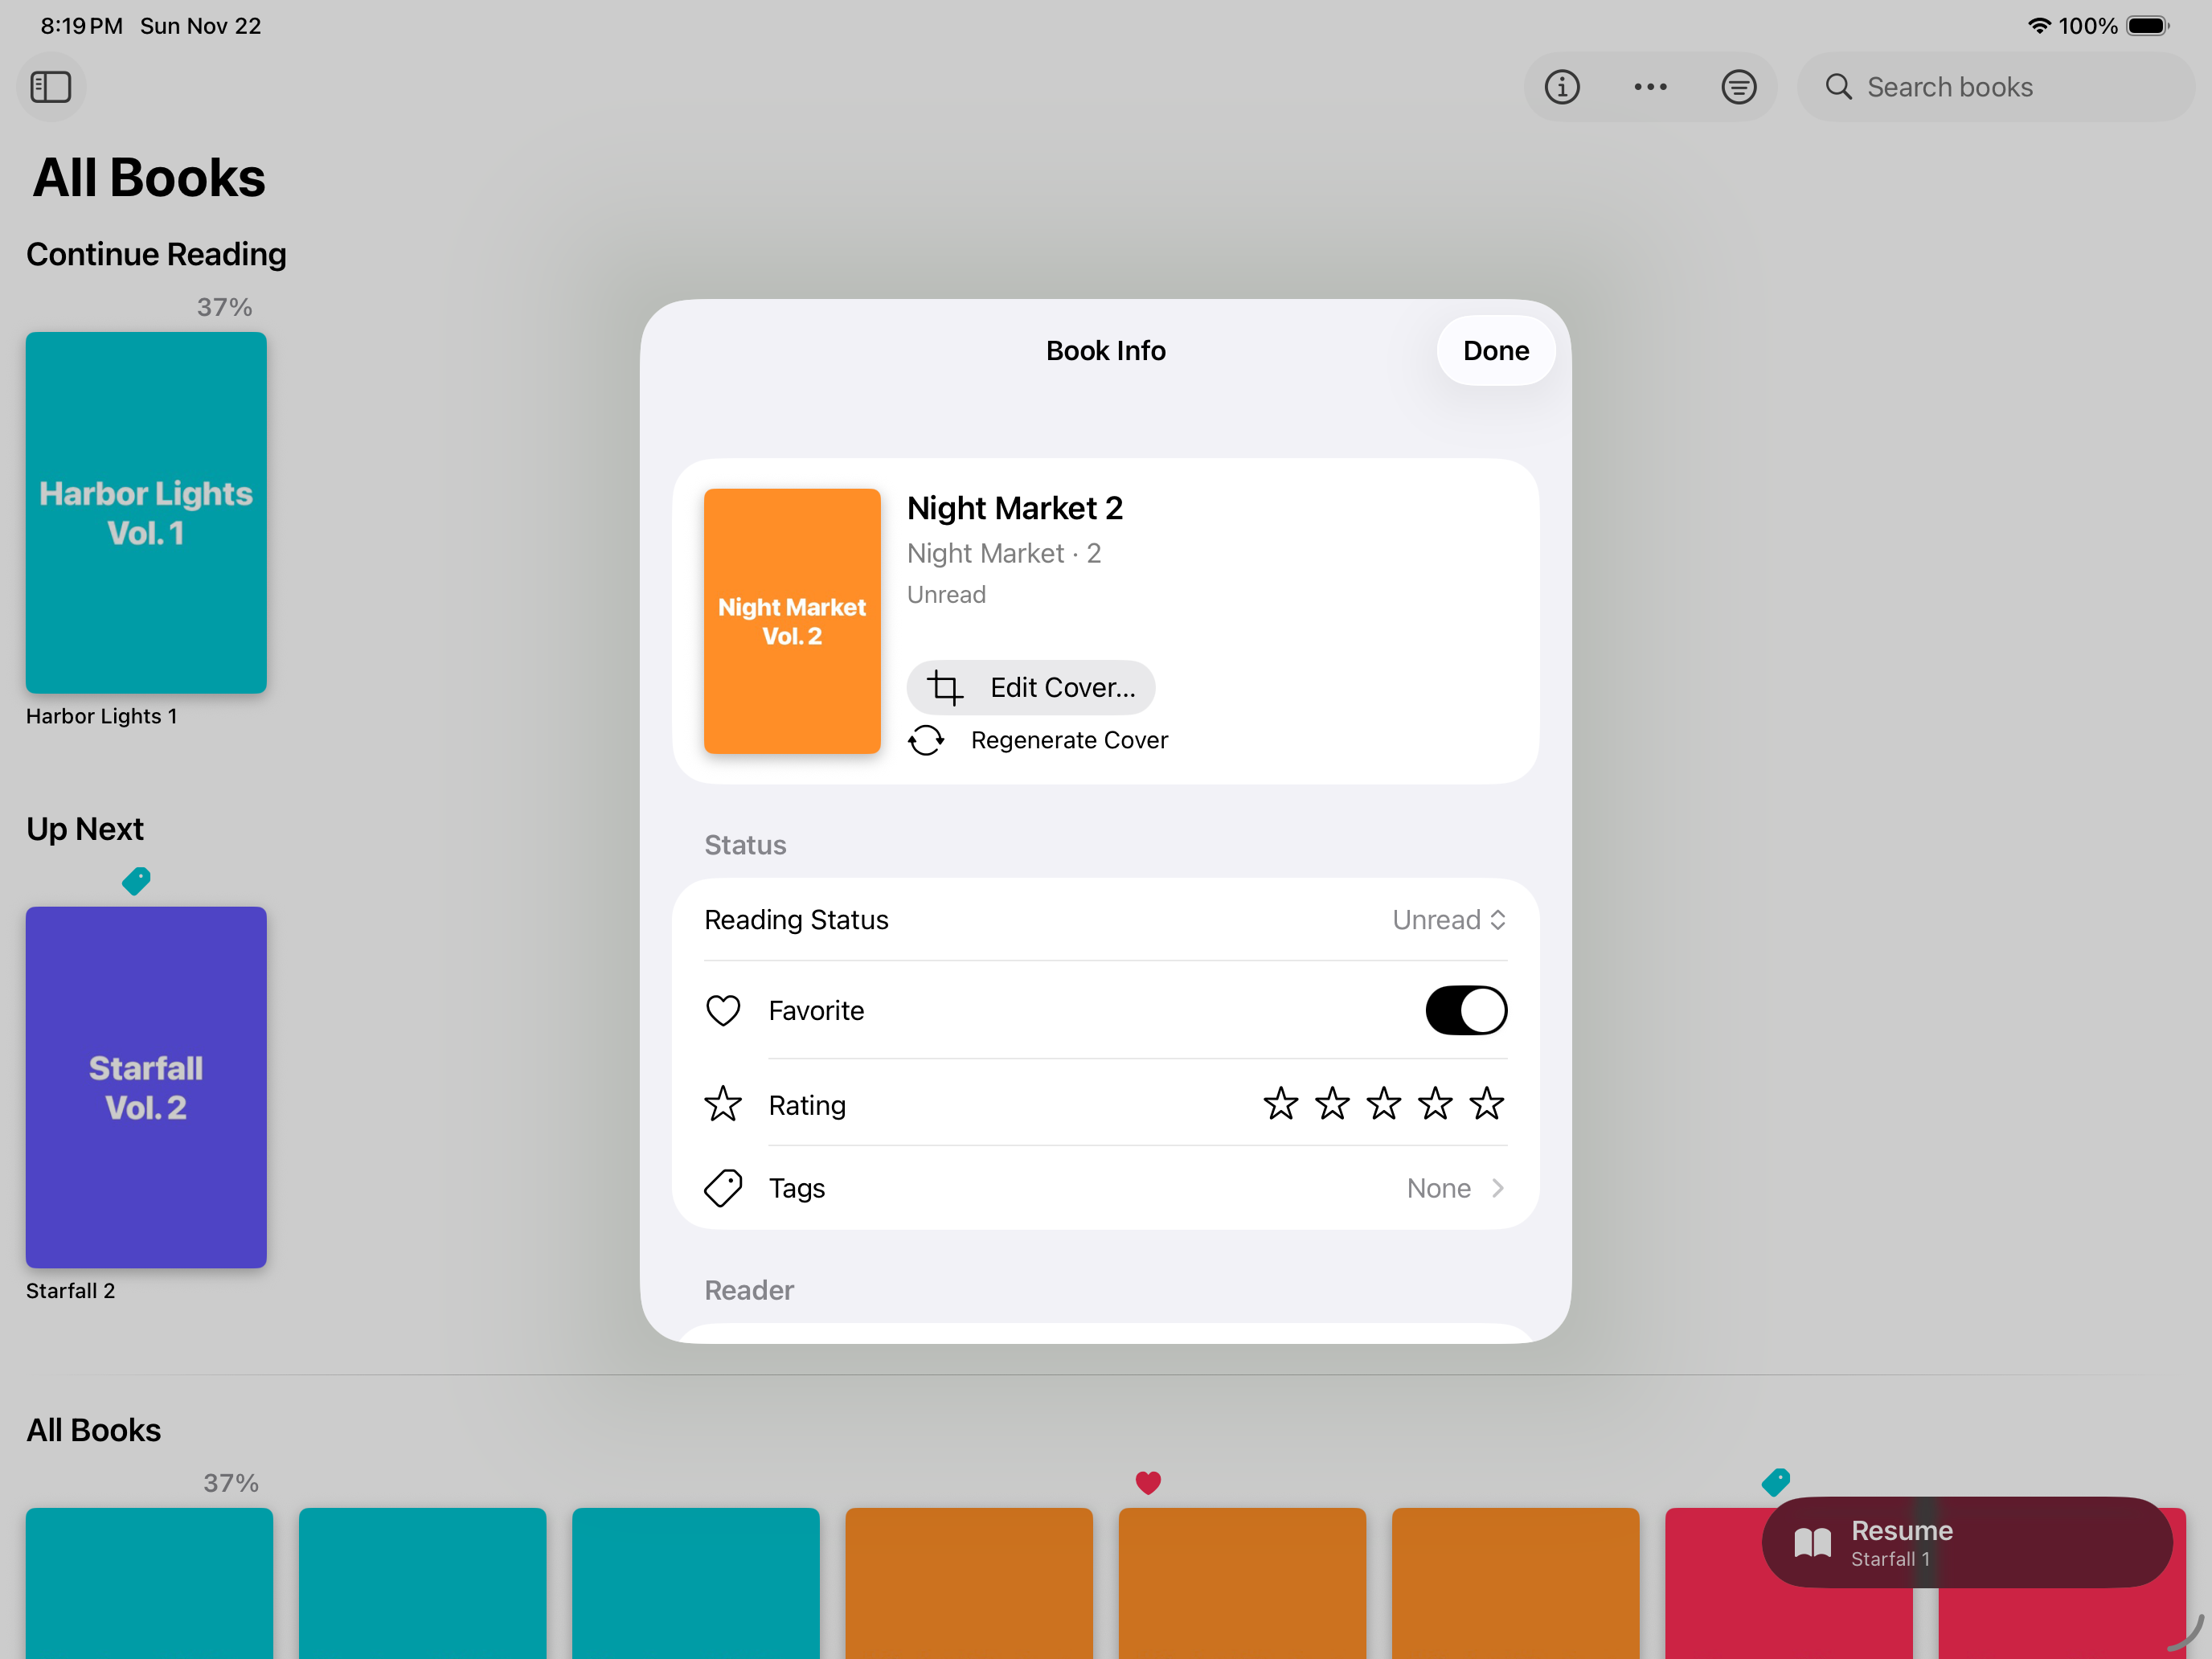 8:19 PM Sun Nov 22
100%
Search books
All Books
Continue Reading
37%
Harbor Lights
Vol. 1
Harbor Lights 1
Up Next
Starfall
Vol. 2
Starfall 2
Book Info
Done
Night Market
Vol. 2
Night Market 2
Night Market · 2
Unread
Edit Cover...
Regenerate Cover
Status
Reading Status
Unread
Favorite
Rating
Tags
None
Reader
All Books
37%
Resume
Starfall 1